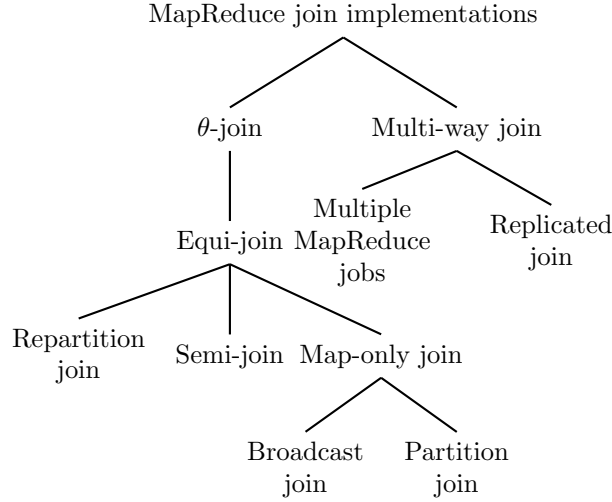 MapReduce join implementations
θ-join
Multi-way join
Equi-join
Multiple
MapReduce
jobs
Replicated
join
Repartition
join
Semi-join
Map-only join
Broadcast
join
Partition
join